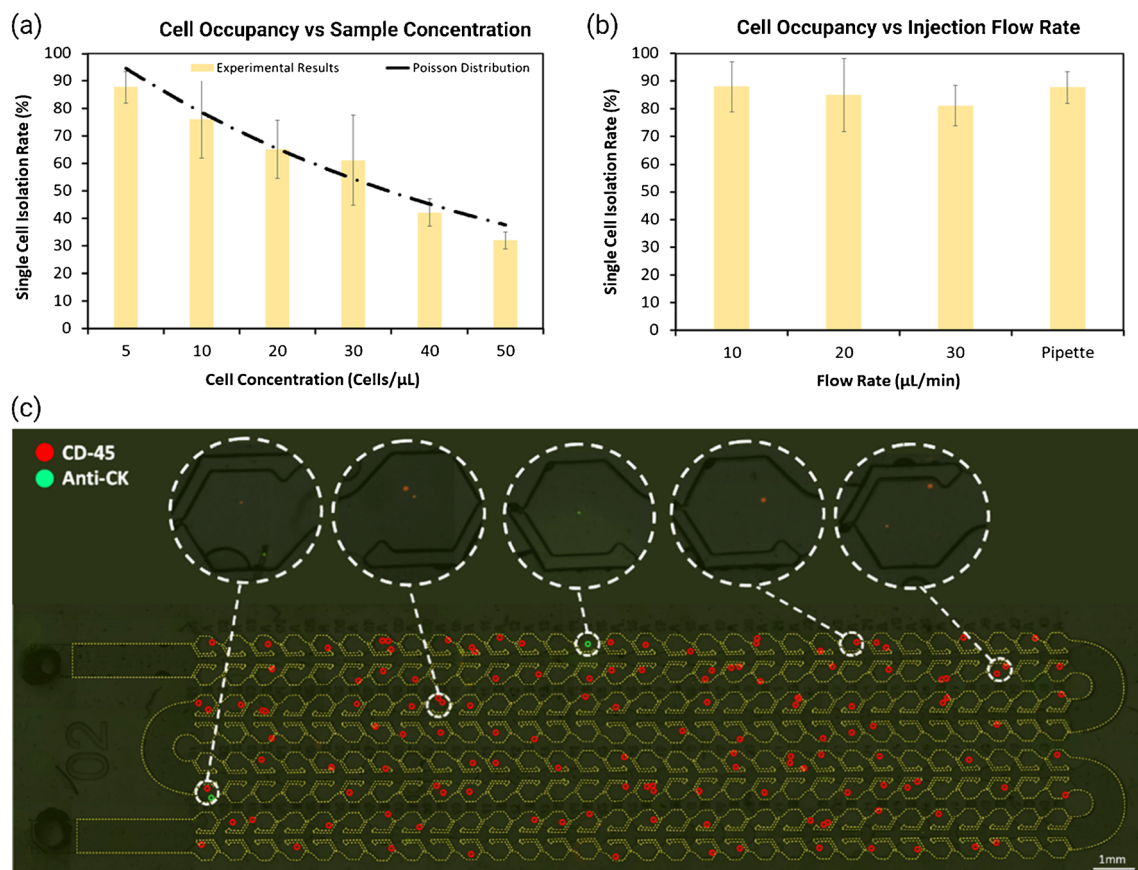 (a)
Cell Occupancy vs Sample Concentration
100
90
80
70
60
50
40
30
20
10
0
Single Cell Isolation Rate (%)
Experimental Results
Poisson Distribution
5 10 20 30 40 50
Cell Concentration (Cells/µL)
(b)
Cell Occupancy vs Injection Flow Rate
100
90
80
70
60
50
40
30
20
10
0
Single Cell Isolation Rate (%)
10 20 30 Pipette
Flow Rate (µL/min)
(c)
CD-45
Anti-CK
/02
1mm